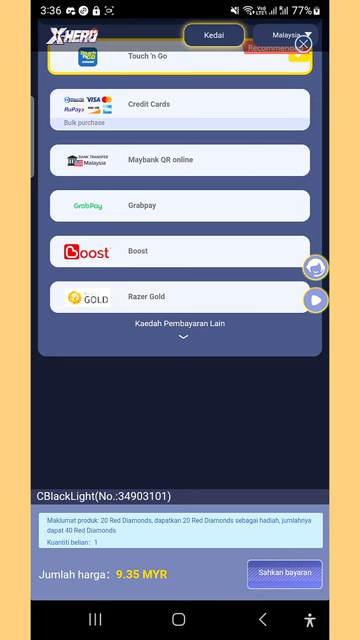 3:36
77%
X-HERO
Kedai
Malaysia
Touch 'n Go
VISA
RuPay
Credit Cards
Bulk purchase
BANK TRANSFER
Malaysia
Maybank QR online
GrabPay
Grabpay
Boost
Boost
GOLD
Razer Gold
Kaedah Pembayaran Lain
CBlackLight(No.:34903101)
Maklumat produk: 20 Red Diamonds, dapatkan 20 Red Diamonds sebagai hadiah, jumlahnya
dapat 40 Red Diamonds
Kuantiti belian: 1
Jumlah harga: 9.35 MYR
Sahkan bayaran